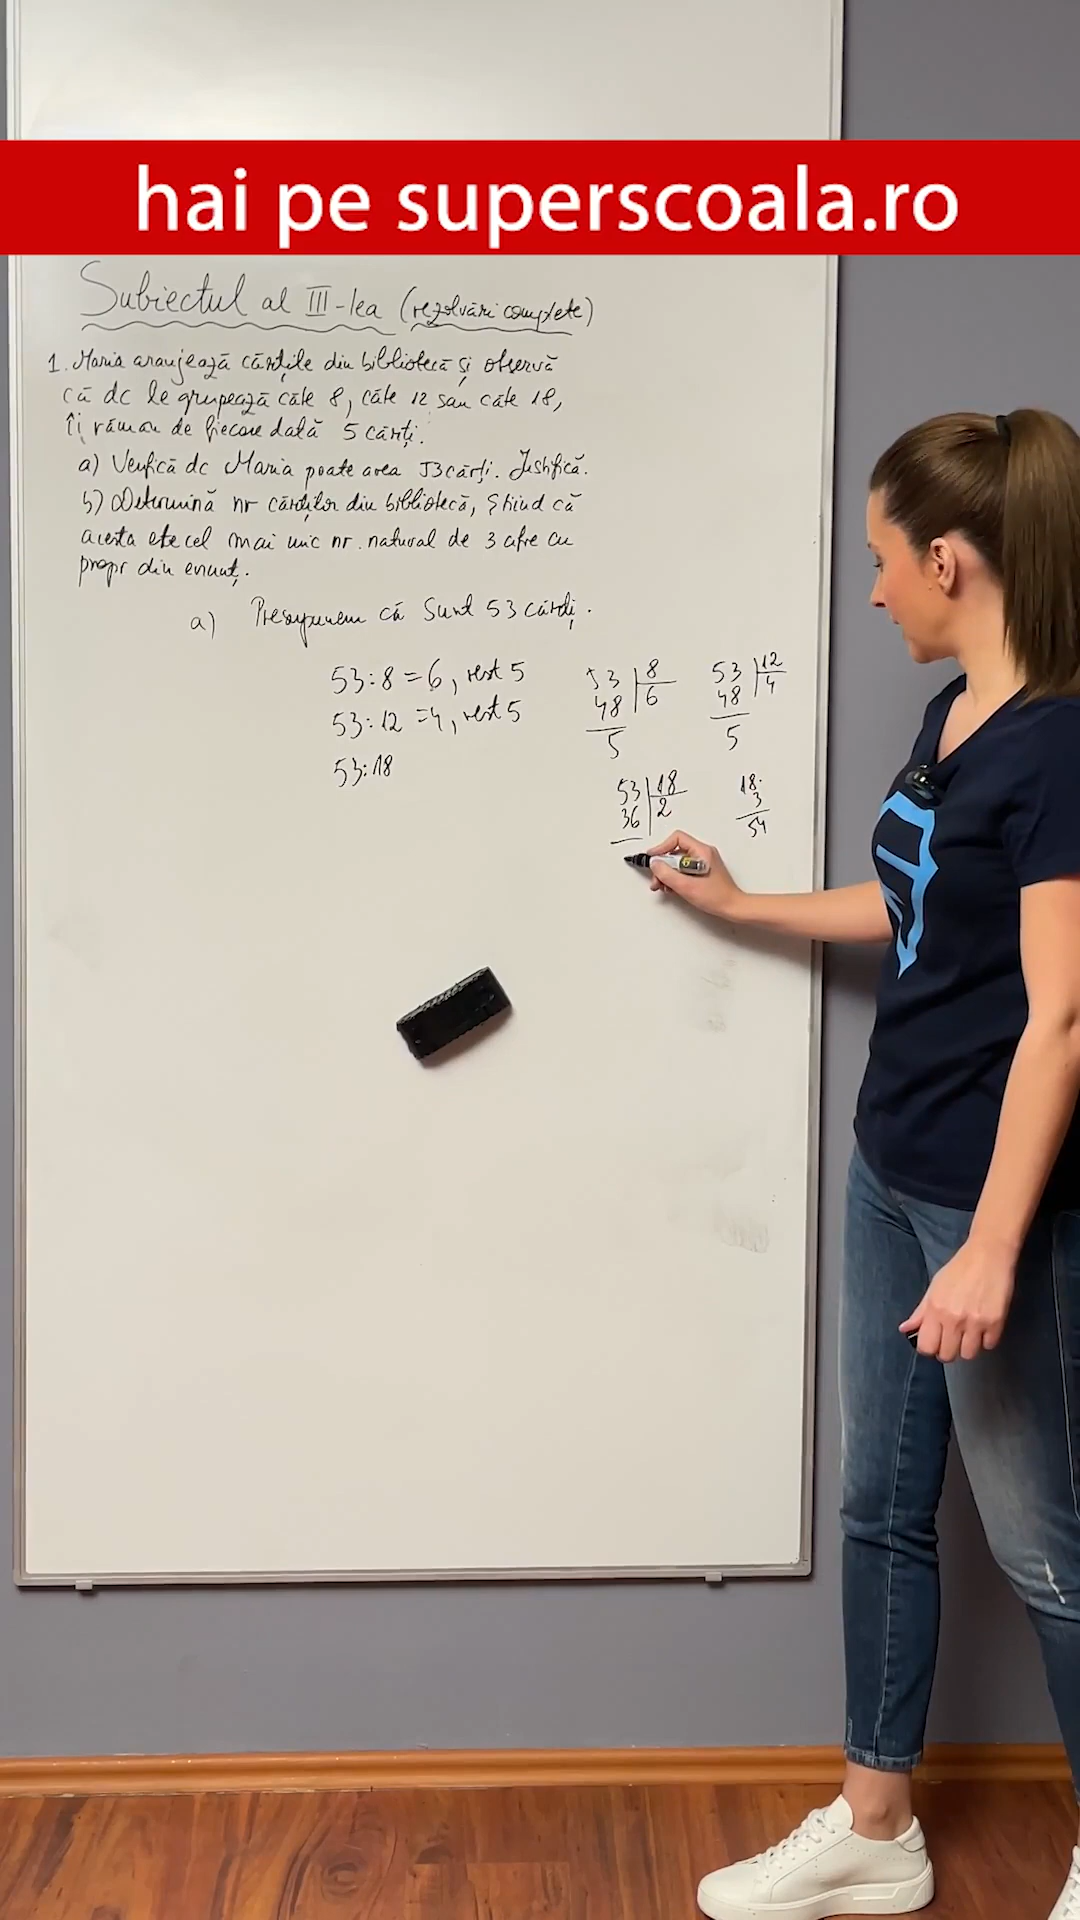 hai pe superscoala.ro
Subiectul al III-lea (rezolvări complete)
1. Maria aranjează cărțile din bibliotecă și observă
că dc le grupează câte 8, câte 12 sau câte 18,
îi rămân de fiecare dată 5 cărți.
a) Verifică dc Maria poate avea 53 cărți. Justifică.
b) Determină nr cărților din bibliotecă, știind că
acesta este cel mai mic nr. natural de 3 cifre cu
propr din enunț.
a) Presupunem că sunt 53 cărți.
53:8 = 6, rest 5
53:12 = 4, rest 5
53:18
53 | 8
48 | 6
5
53 | 12
48 | 4
5
53 | 18
36 | 2
18·
3
54